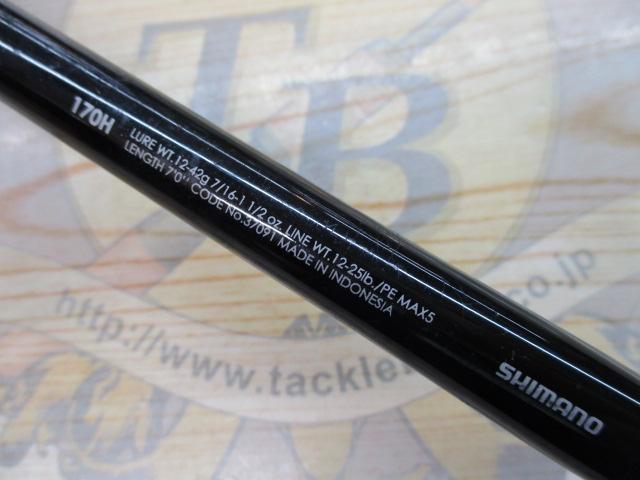 170H
LURE WT.12-42g 7/16-1 1/2 oz. LINE WT.12-25lb./PE MAX5
LENGTH 7'0" CODE No.37091 MADE IN INDONESIA
SHIMANO
TB
http://www.tackle
.co.jp